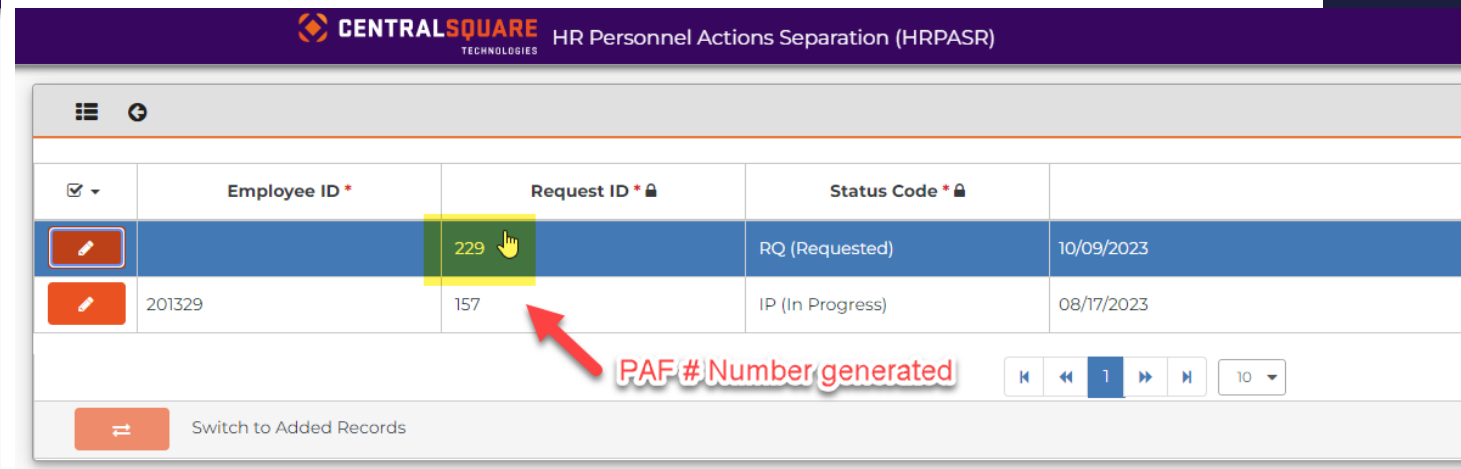 CENTRALSQUARE
TECHNOLOGIES
HR Personnel Actions Separation (HRPASR)
Employee ID * Request ID * Status Code *
229 RQ (Requested) 10/09/2023
201329 157 IP (In Progress) 08/17/2023
PAF # Number generated
1 10
Switch to Added Records